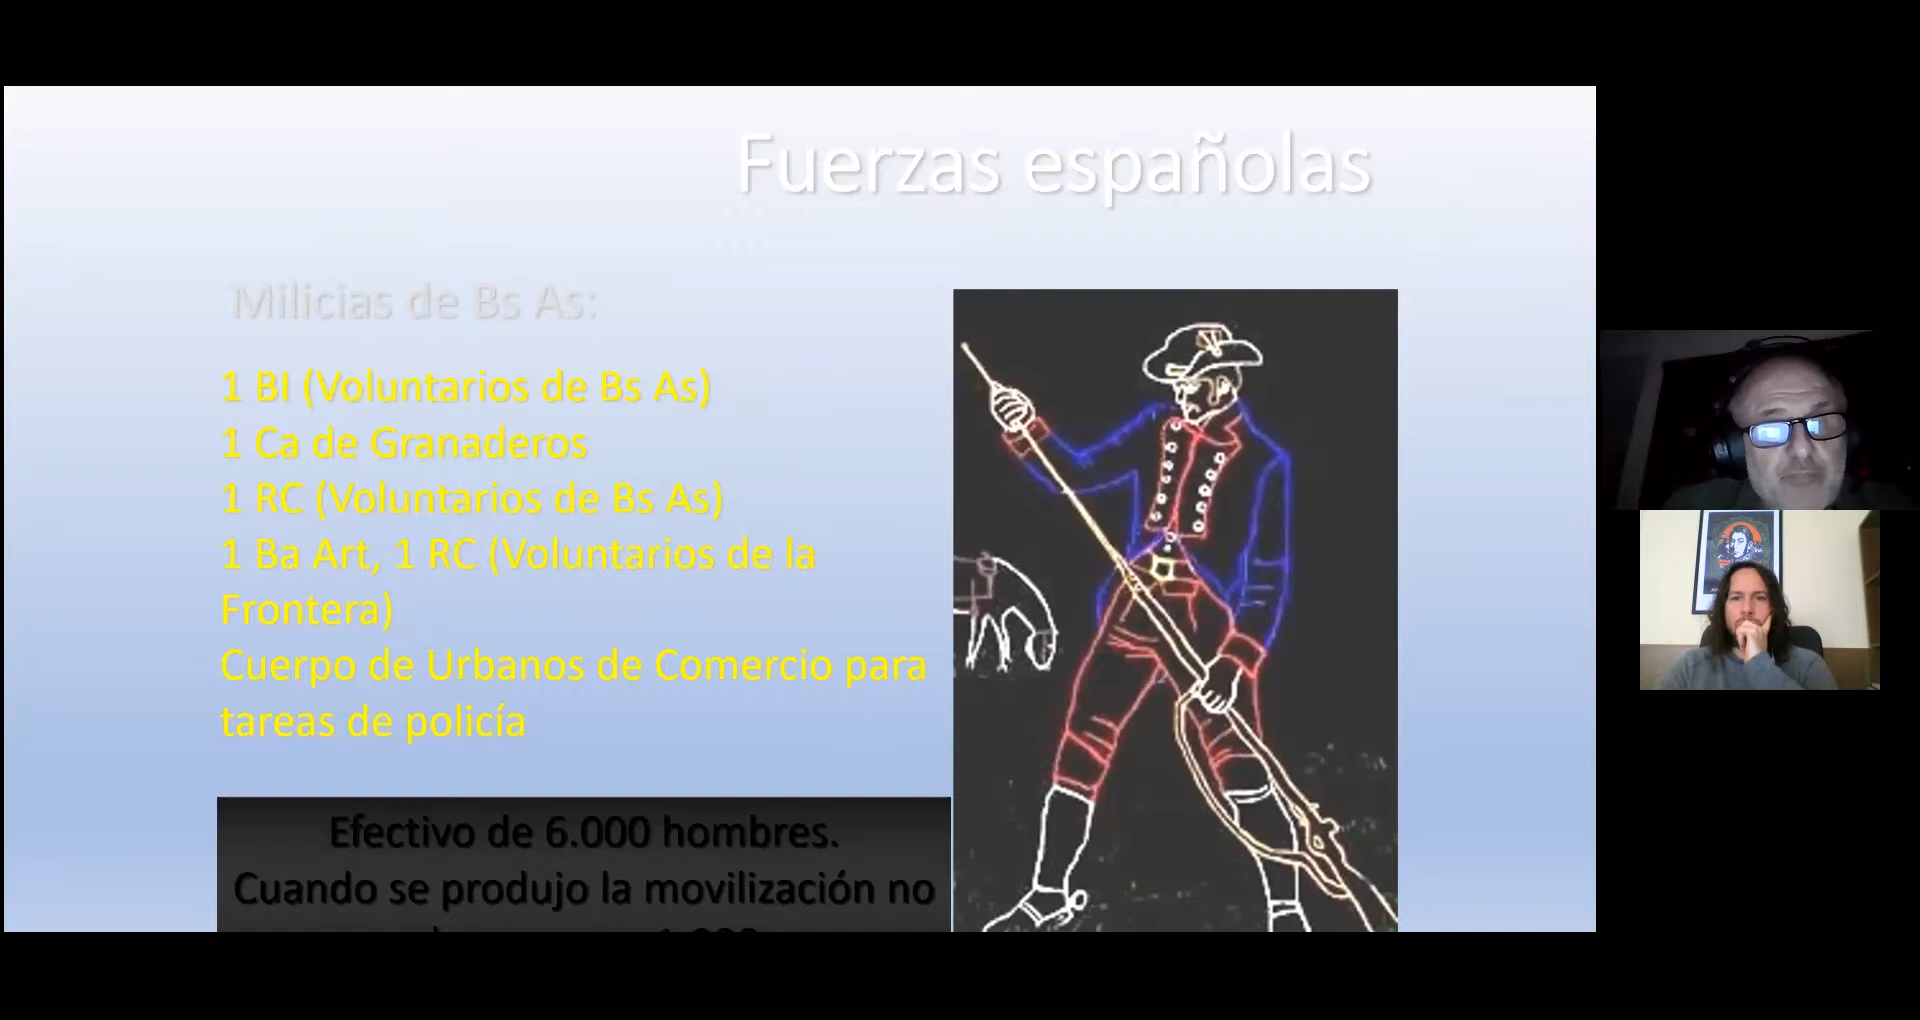 Fuerzas españolas
Milicias de Bs As:
1 BI (Voluntarios de Bs As)
1 Ca de Granaderos
1 RC (Voluntarios de Bs As)
1 Ba Art, 1 RC (Voluntarios de la
Frontera)
Cuerpo de Urbanos de Comercio para
tareas de policía
Efectivo de 6.000 hombres.
Cuando se produjo la movilización no